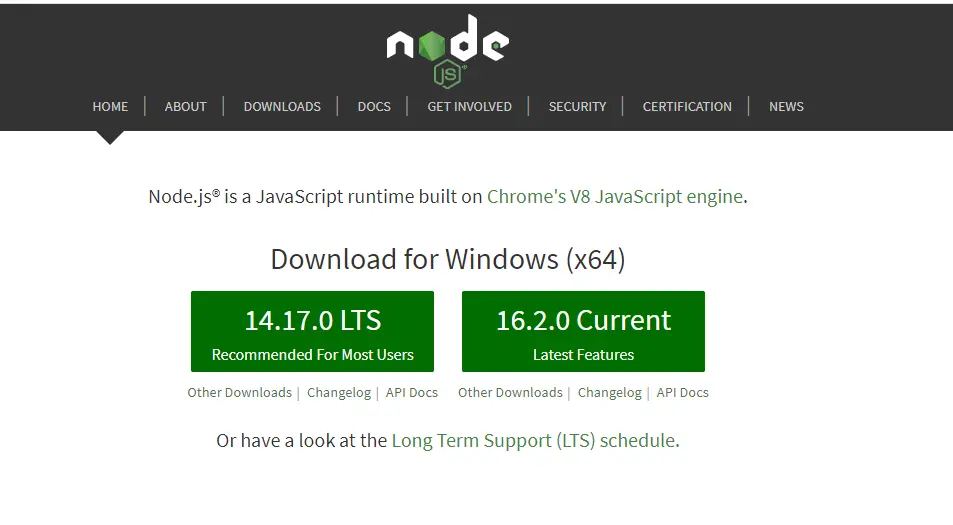 node
JS
HOME | ABOUT | DOWNLOADS | DOCS | GET INVOLVED | SECURITY | CERTIFICATION | NEWS
Node.js® is a JavaScript runtime built on Chrome's V8 JavaScript engine.
Download for Windows (x64)
14.17.0 LTS
Recommended For Most Users
16.2.0 Current
Latest Features
Other Downloads | Changelog | API Docs
Other Downloads | Changelog | API Docs
Or have a look at the Long Term Support (LTS) schedule.